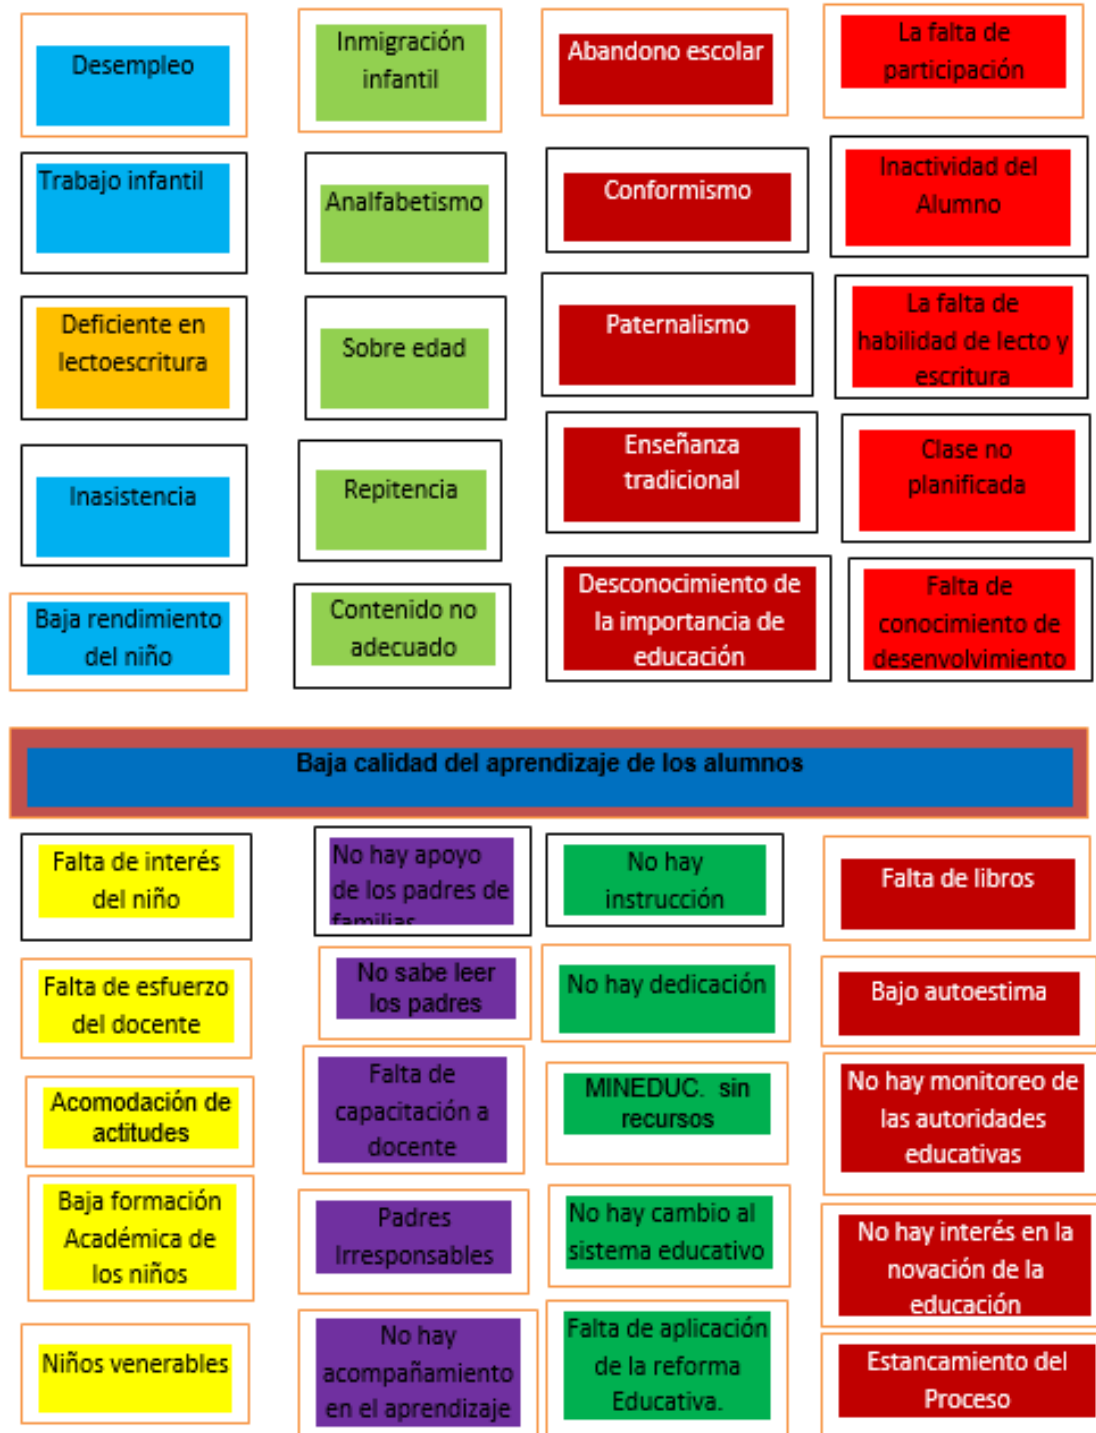 Desempleo
Inmigración
infantil
Abandono escolar
La falta de
participación
Trabajo infantil
Analfabetismo
Conformismo
Inactividad del
Alumno
Deficiente en
lectoescritura
Sobre edad
Paternalismo
La falta de
habilidad de lecto y
escritura
Inasistencia
Repitencia
Enseñanza
tradicional
Clase no
planificada
Baja rendimiento
del niño
Contenido no
adecuado
Desconocimiento de
la importancia de
educación
Falta de
conocimiento de
desenvolvimiento
Baja calidad del aprendizaje de los alumnos
Falta de interés
del niño
No hay apoyo
de los padres de
familias
No hay
instrucción
Falta de libros
Falta de esfuerzo
del docente
No sabe leer
los padres
No hay dedicación
Bajo autoestima
Acomodación de
actitudes
Falta de
capacitación a
docente
MINEDUC. sin
recursos
No hay monitoreo de
las autoridades
educativas
Baja formación
Académica de
los niños
Padres
Irresponsables
No hay cambio al
sistema educativo
No hay interés en la
novación de la
educación
Niños venerables
No hay
acompañamiento
en el aprendizaje
Falta de aplicación
de la reforma
Educativa.
Estancamiento del
Proceso